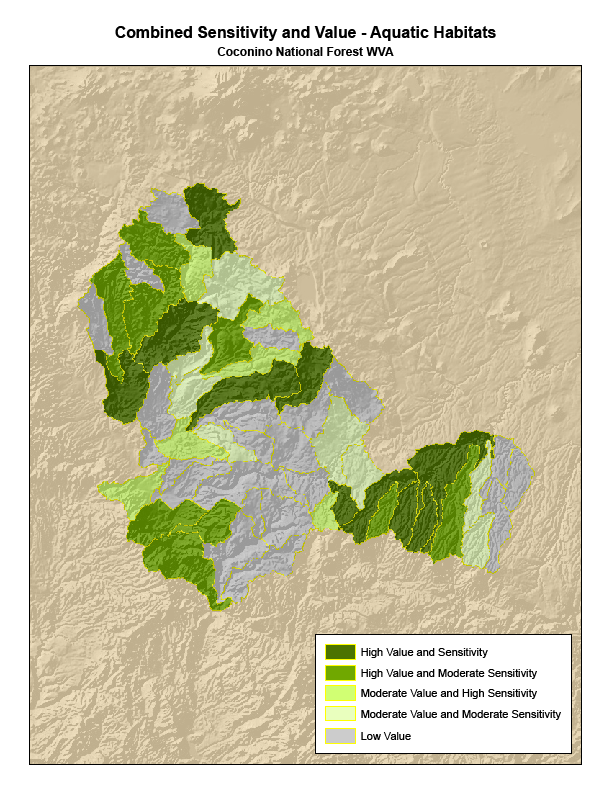 Combined Sensitivity and Value - Aquatic Habitats
Coconino National Forest WVA
High Value and Sensitivity
High Value and Moderate Sensitivity
Moderate Value and High Sensitivity
Moderate Value and Moderate Sensitivity
Low Value